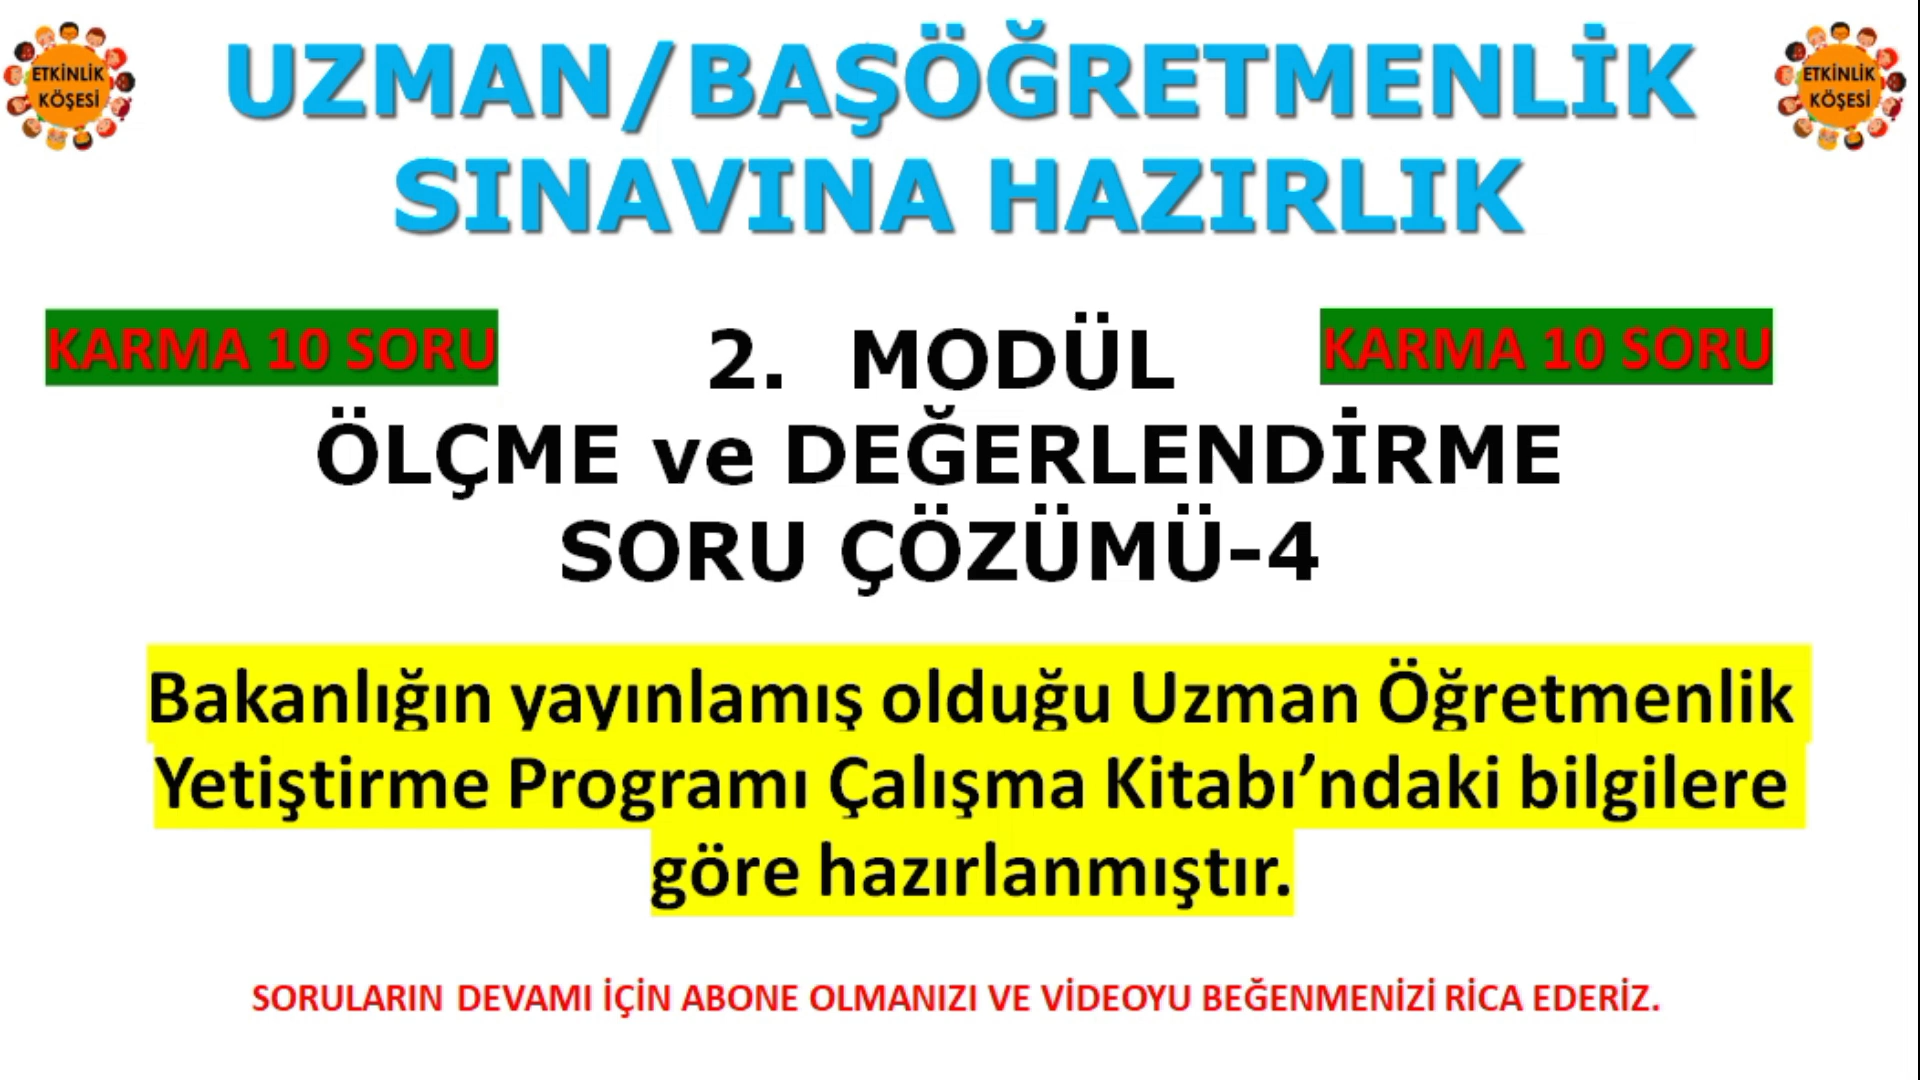 ETKİNLİK
KÖŞESİ
UZMAN/BAŞÖĞRETMENLİK
ETKİNLİK
KÖŞESİ
SINAVINA HAZIRLIK
KARMA 10 SORU
2. MODÜL
KARMA 10 SORU
ÖLÇME ve DEĞERLENDİRME
SORU ÇÖZÜMÜ-4
Bakanlığın yayınlamış olduğu Uzman Öğretmenlik
Yetiştirme Programı Çalışma Kitabı’ndaki bilgilere
göre hazırlanmıştır.
SORULARIN DEVAMI İÇİN ABONE OLMANIZI VE VİDEOYU BEĞENMENİZİ RİCA EDERİZ.